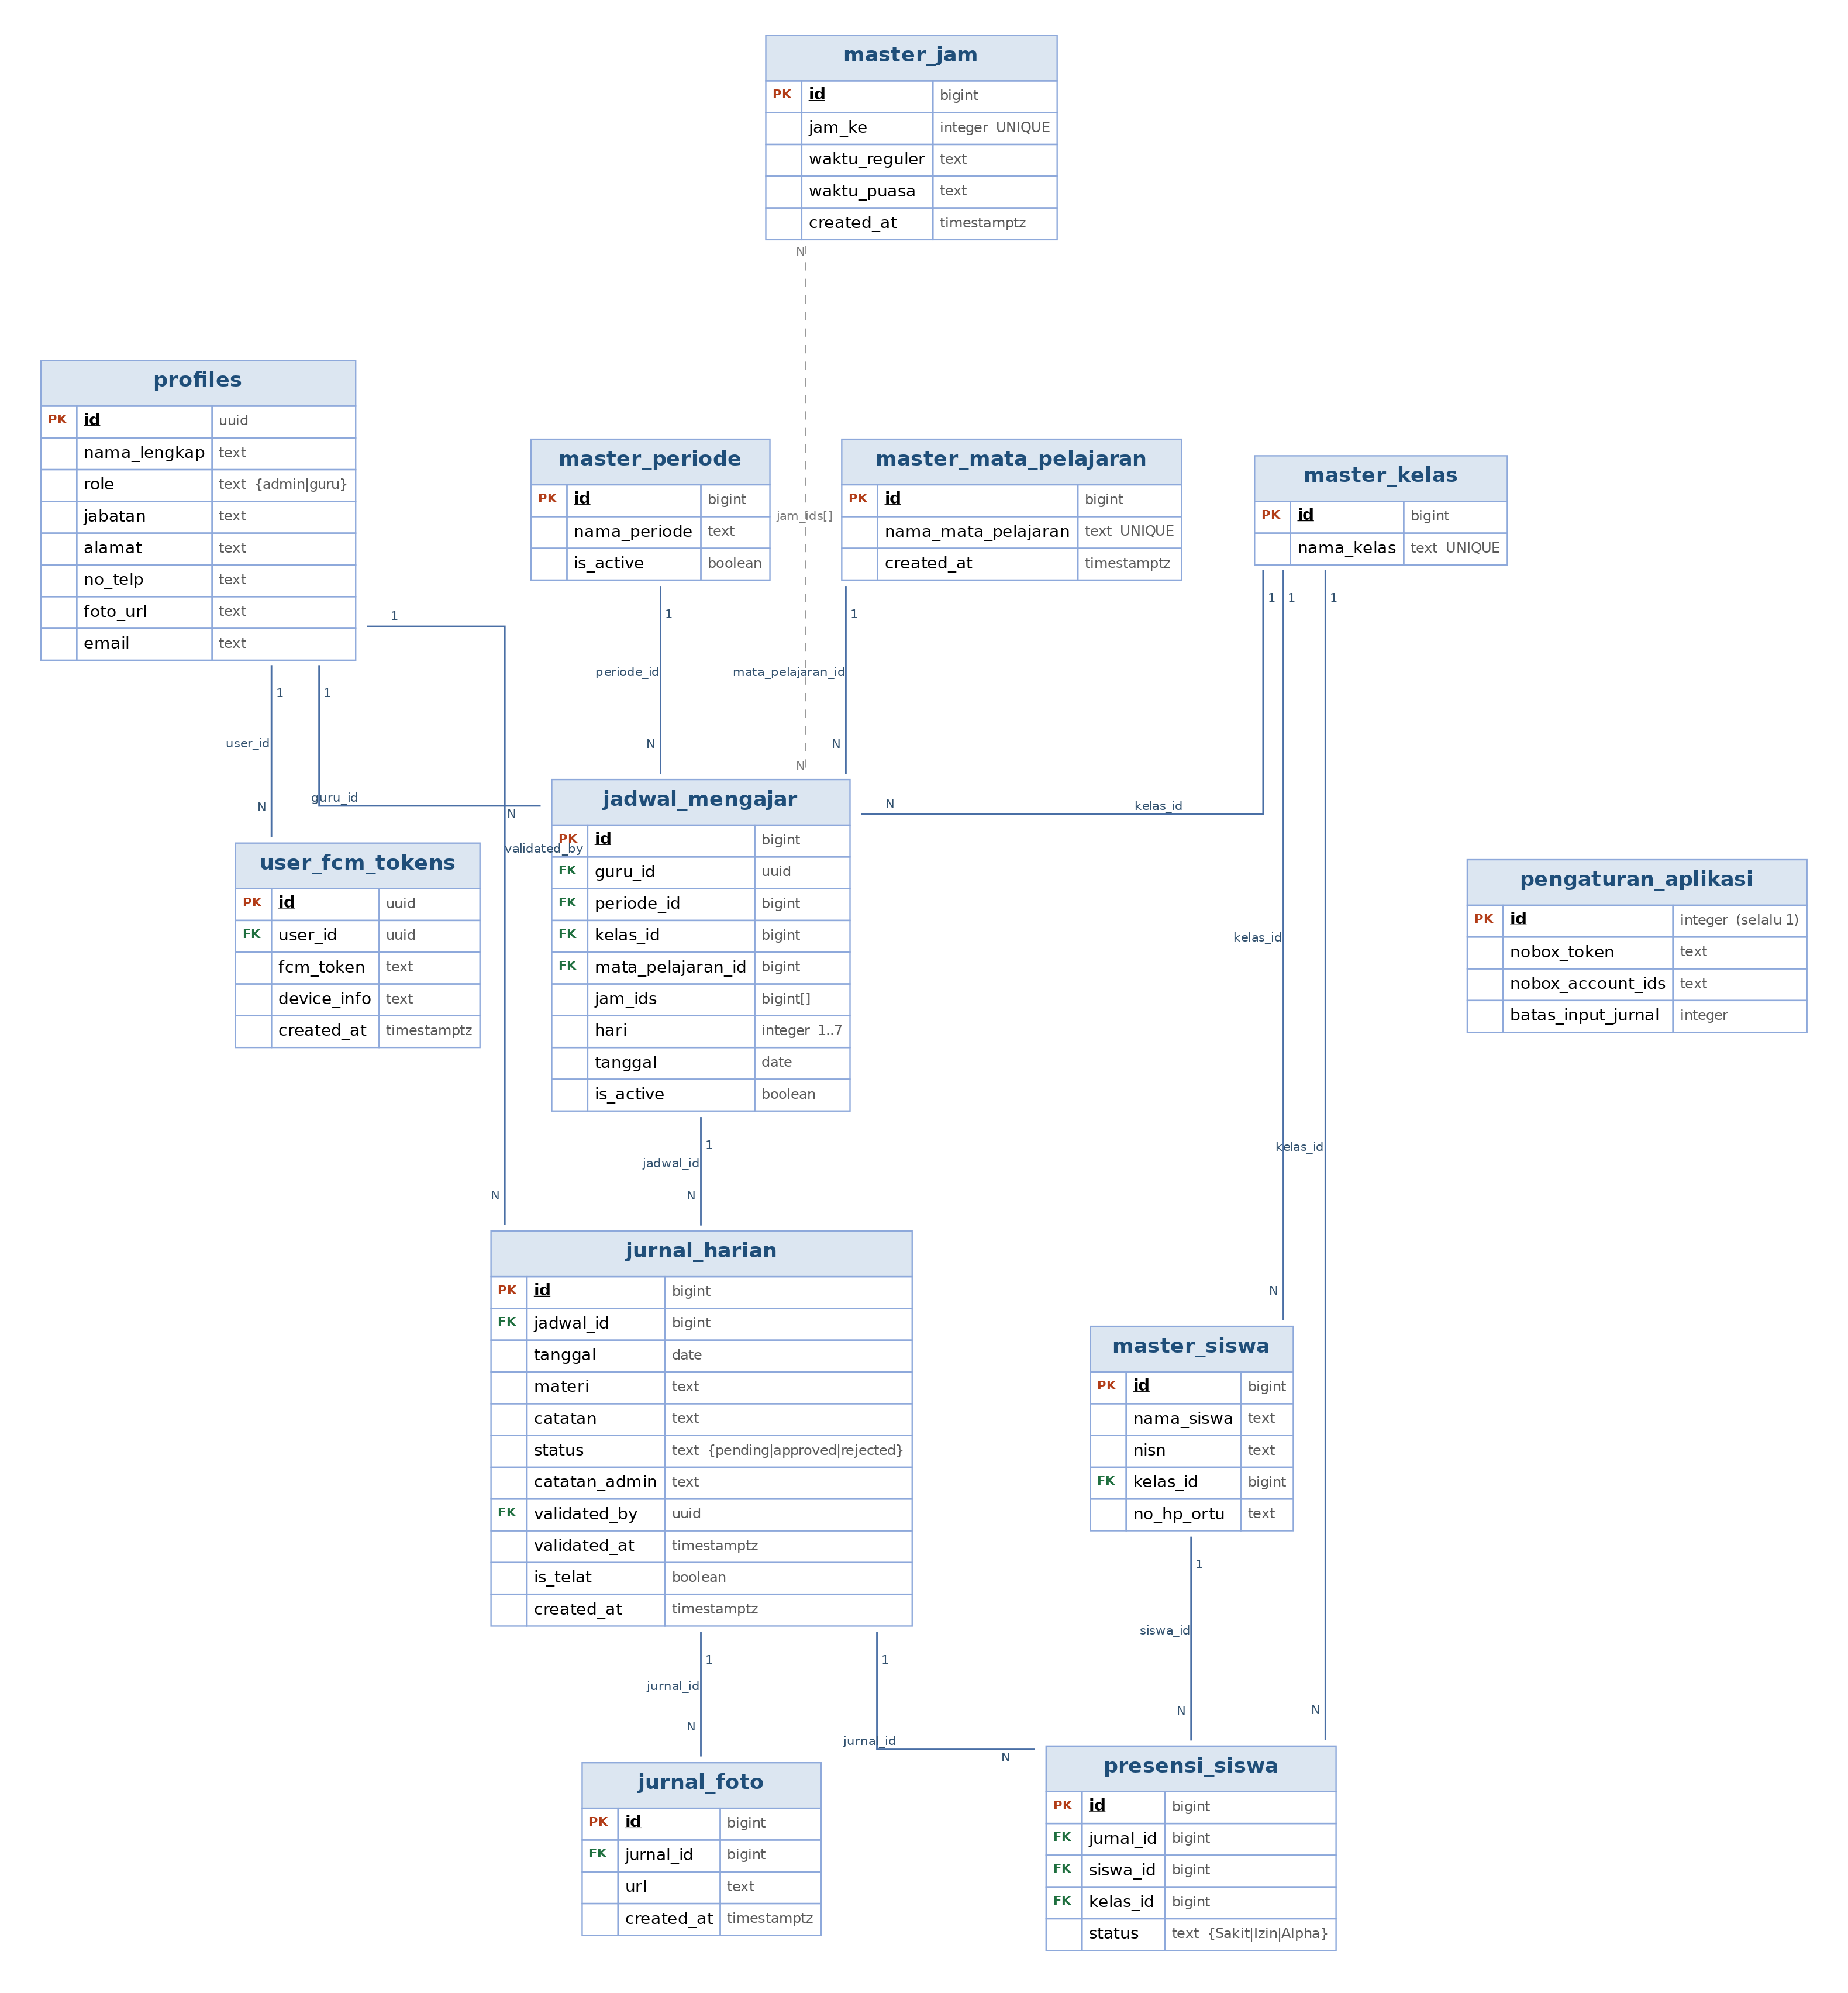 master_jam
PK id bigint
jam_ke integer UNIQUE
waktu_reguler text
waktu_puasa text
created_at timestamptz
N
jam_ids[]
N
profiles
PK id uuid
nama_lengkap text
role text {admin|guru}
jabatan text
alamat text
no_telp text
foto_url text
email text
master_periode
PK id bigint
nama_periode text
is_active boolean
master_mata_pelajaran
PK id bigint
nama_mata_pelajaran text UNIQUE
created_at timestamptz
master_kelas
PK id bigint
nama_kelas text UNIQUE
1
validated_by
N
1
user_id
N
1
guru_id
N
1
periode_id
N
1
mata_pelajaran_id
N
1
kelas_id
N
1
kelas_id
N
1
kelas_id
N
user_fcm_tokens
PK id uuid
FK user_id uuid
fcm_token text
device_info text
created_at timestamptz
jadwal_mengajar
PK id bigint
FK guru_id uuid
FK periode_id bigint
FK kelas_id bigint
FK mata_pelajaran_id bigint
jam_ids bigint[]
hari integer 1..7
tanggal date
is_active boolean
pengaturan_aplikasi
PK id integer (selalu 1)
nobox_token text
nobox_account_ids text
batas_input_jurnal integer
1
jadwal_id
N
jurnal_harian
PK id bigint
FK jadwal_id bigint
tanggal date
materi text
catatan text
status text {pending|approved|rejected}
catatan_admin text
FK validated_by uuid
validated_at timestamptz
is_telat boolean
created_at timestamptz
master_siswa
PK id bigint
nama_siswa text
nisn text
FK kelas_id bigint
no_hp_ortu text
1
jurnal_id
N
1
jurnal_id
N
1
siswa_id
N
jurnal_foto
PK id bigint
FK jurnal_id bigint
url text
created_at timestamptz
presensi_siswa
PK id bigint
FK jurnal_id bigint
FK siswa_id bigint
FK kelas_id bigint
status text {Sakit|Izin|Alpha}